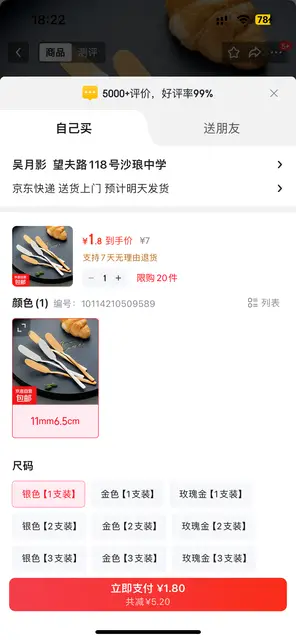 18:22
78
商品 测评
5+
5000+评价，好评率99%
自己买 送朋友
吴月影 望夫路118号沙琅中学
京东快递 送货上门 预计明天发货
¥1.8 到手价 ¥7
支持7天无理由退货
1 限购20件
包邮
颜色(1) 编号：10114210509589 列表
包邮
11mm6.5cm
尺码
银色【1支装】 金色【1支装】 玫瑰金【1支装】
银色【2支装】 金色【2支装】 玫瑰金【2支装】
银色【3支装】 金色【3支装】 玫瑰金【3支装】
立即支付 ¥1.80
共减 ¥5.20